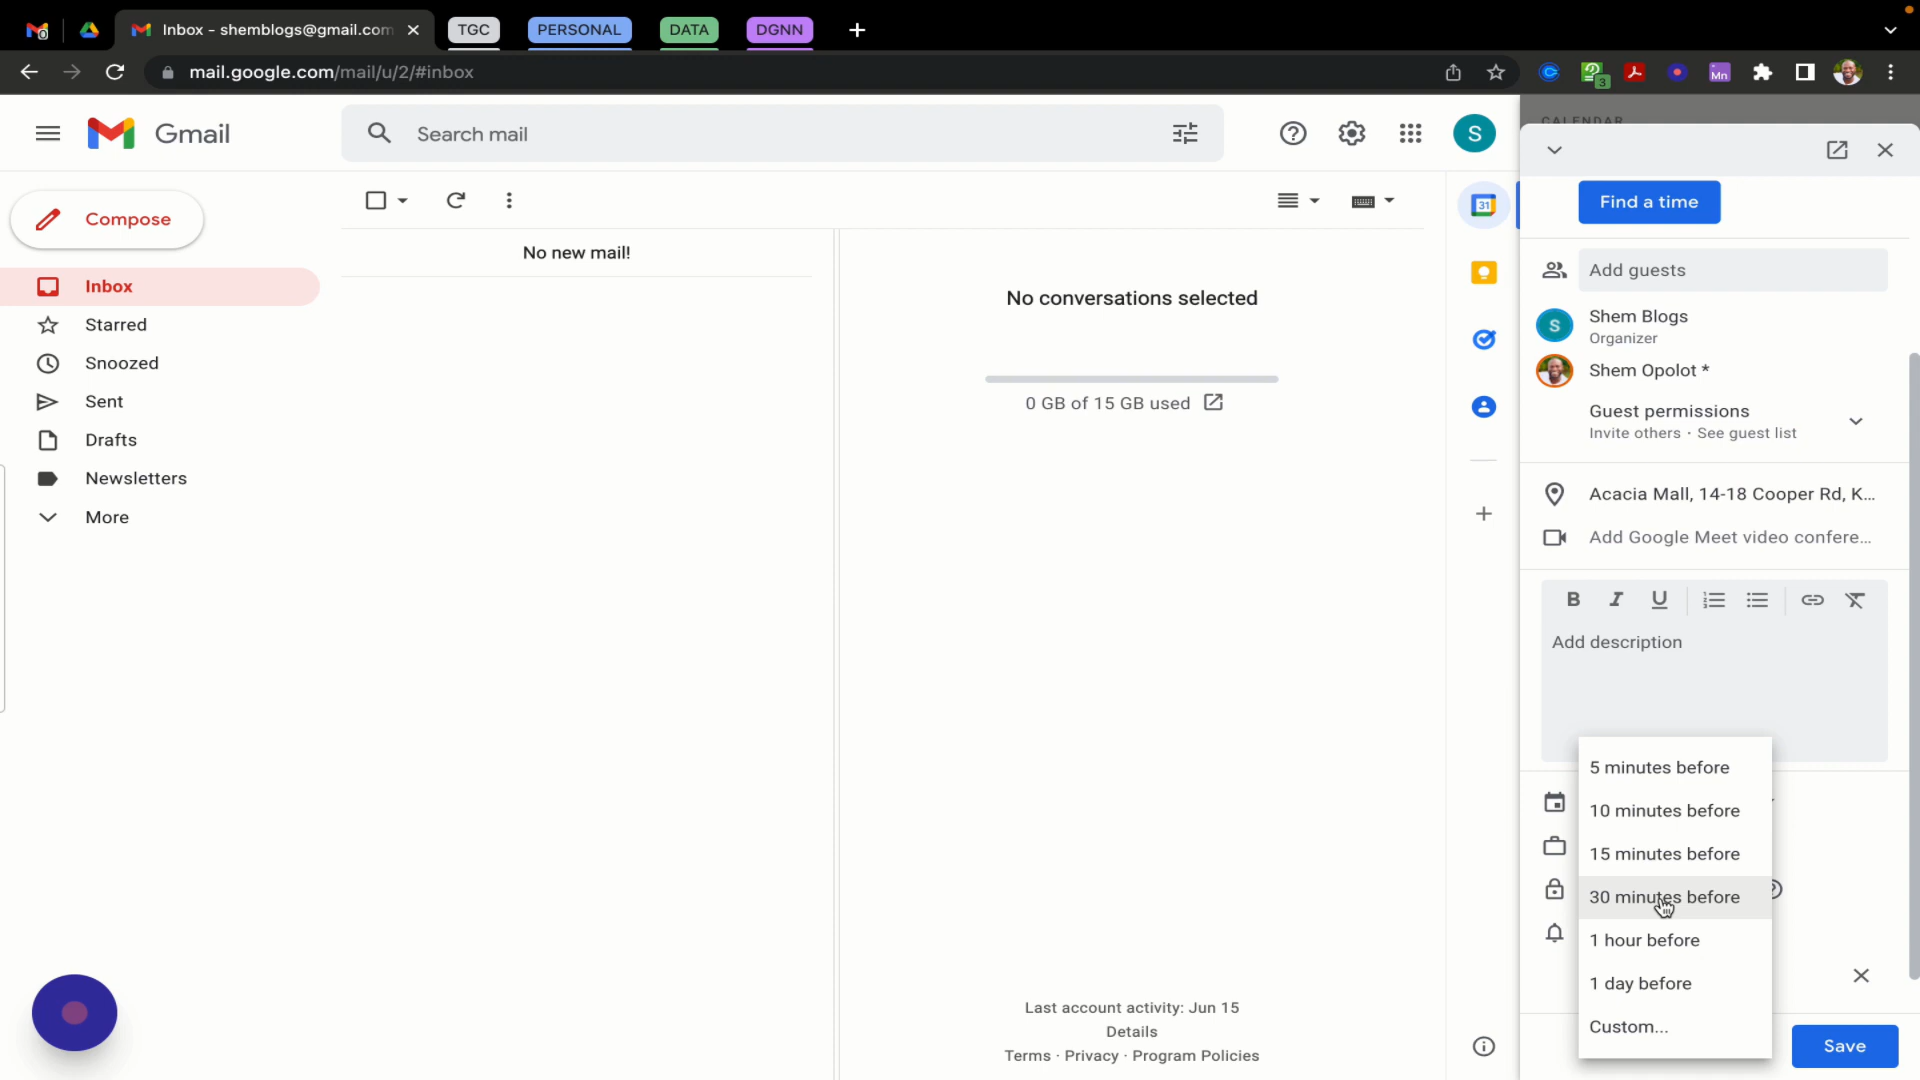 Inbox - shemblogs@gmail.com
TGC
PERSONAL
DATA
DGNN
mail.google.com/mail/u/2/#inbox
3
Mn
Gmail
Search mail
S
CALENDAR
Compose
No new mail!
31
Find a time
Inbox
Starred
Snoozed
Sent
Drafts
Newsletters
More
No conversations selected
0 GB of 15 GB used
Add guests
S
Shem Blogs
Organizer
Shem Opolot *
Guest permissions
Invite others · See guest list
Acacia Mall, 14-18 Cooper Rd, K...
Add Google Meet video confere...
B I U
Add description
5 minutes before
10 minutes before
15 minutes before
30 minutes before
1 hour before
1 day before
Custom...
Save
Last account activity: Jun 15
Details
Terms · Privacy · Program Policies